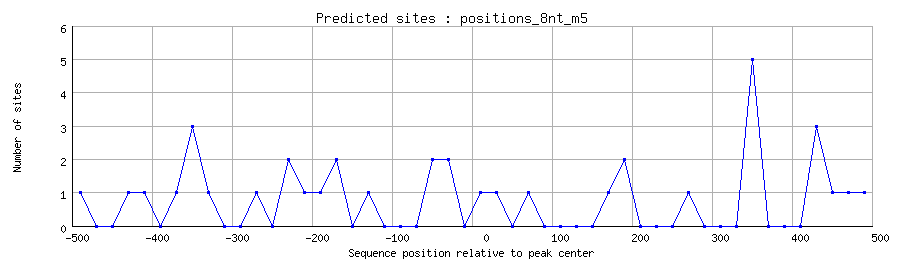 Predicted sites : positions_8nt_m5
Number of sites
6
5
4
3
2
1
0
-500 -400 -300 -200 -100 0 100 200 300 400 500
Sequence position relative to peak center